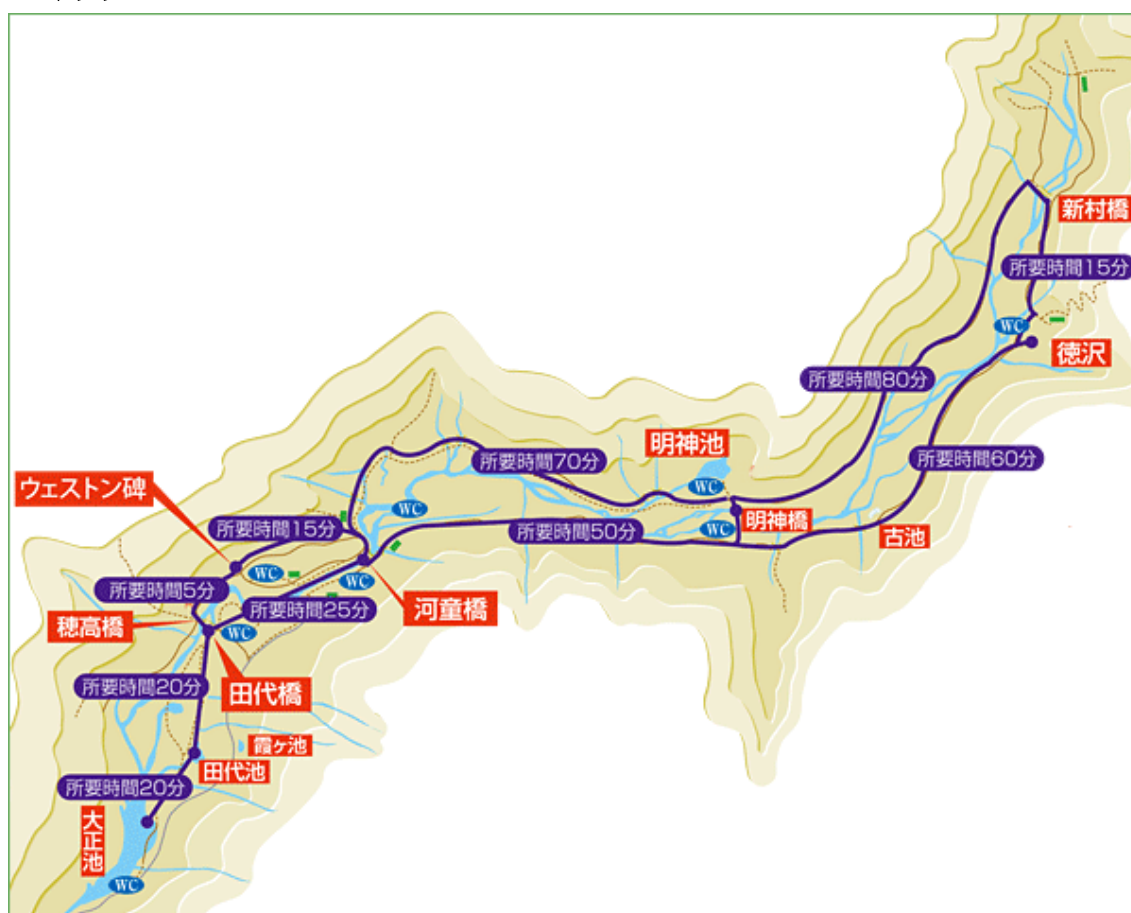 新村橋
所要時間15分
WC
徳沢
所要時間80分
所要時間60分
明神池
所要時間70分
WC
明神橋
WC
古池
所要時間50分
WC
ウェストン碑
所要時間15分
WC
WC
所要時間5分
所要時間25分
河童橋
穂高橋
WC
所要時間20分
田代橋
霞ヶ池
田代池
所要時間20分
大正池
WC